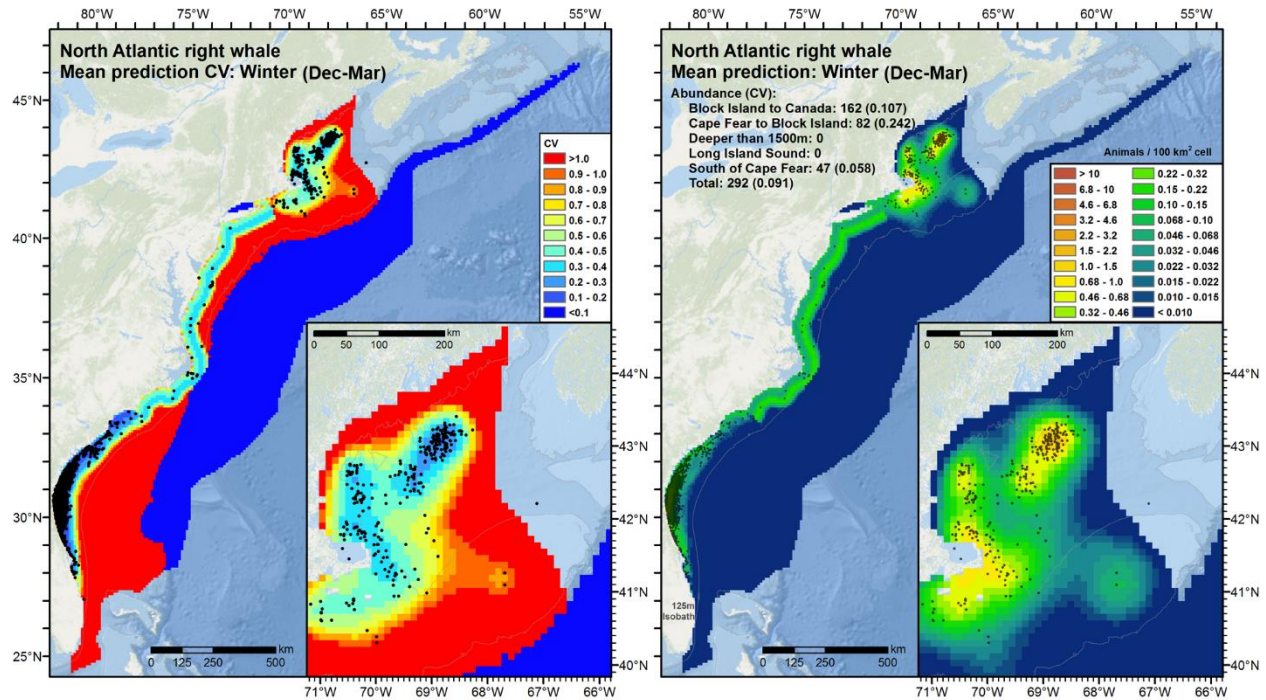 80°W 75°W 70°W 65°W 60°W 55°W
North Atlantic right whale
Mean prediction CV: Winter (Dec-Mar)
45°N
40°N
35°N
30°N
25°N
CV
>1.0
0.9 - 1.0
0.8 - 0.9
0.7 - 0.8
0.6 - 0.7
0.5 - 0.6
0.4 - 0.5
0.3 - 0.4
0.2 - 0.3
0.1 - 0.2
<0.1
km
0 50 100 200
44°N
43°N
42°N
41°N
40°N
km
0 125 250 500
71°W 70°W 69°W 68°W 67°W 66°W
80°W 75°W 70°W 65°W 60°W 55°W
North Atlantic right whale
Mean prediction: Winter (Dec-Mar)
Abundance (CV):
Block Island to Canada: 162 (0.107)
Cape Fear to Block Island: 82 (0.242)
Deeper than 1500m: 0
Long Island Sound: 0
South of Cape Fear: 47 (0.058)
Total: 292 (0.091)
Animals / 100 km² cell
> 10 0.22 - 0.32
6.8 - 10 0.15 - 0.22
4.6 - 6.8 0.10 - 0.15
3.2 - 4.6 0.068 - 0.10
2.2 - 3.2 0.046 - 0.068
1.5 - 2.2 0.032 - 0.046
1.0 - 1.5 0.022 - 0.032
0.68 - 1.0 0.015 - 0.022
0.46 - 0.68 0.010 - 0.015
0.32 - 0.46 < 0.010
km
0 50 100 200
44°N
43°N
42°N
41°N
40°N
125m
Isobath
km
0 125 250 500
71°W 70°W 69°W 68°W 67°W 66°W